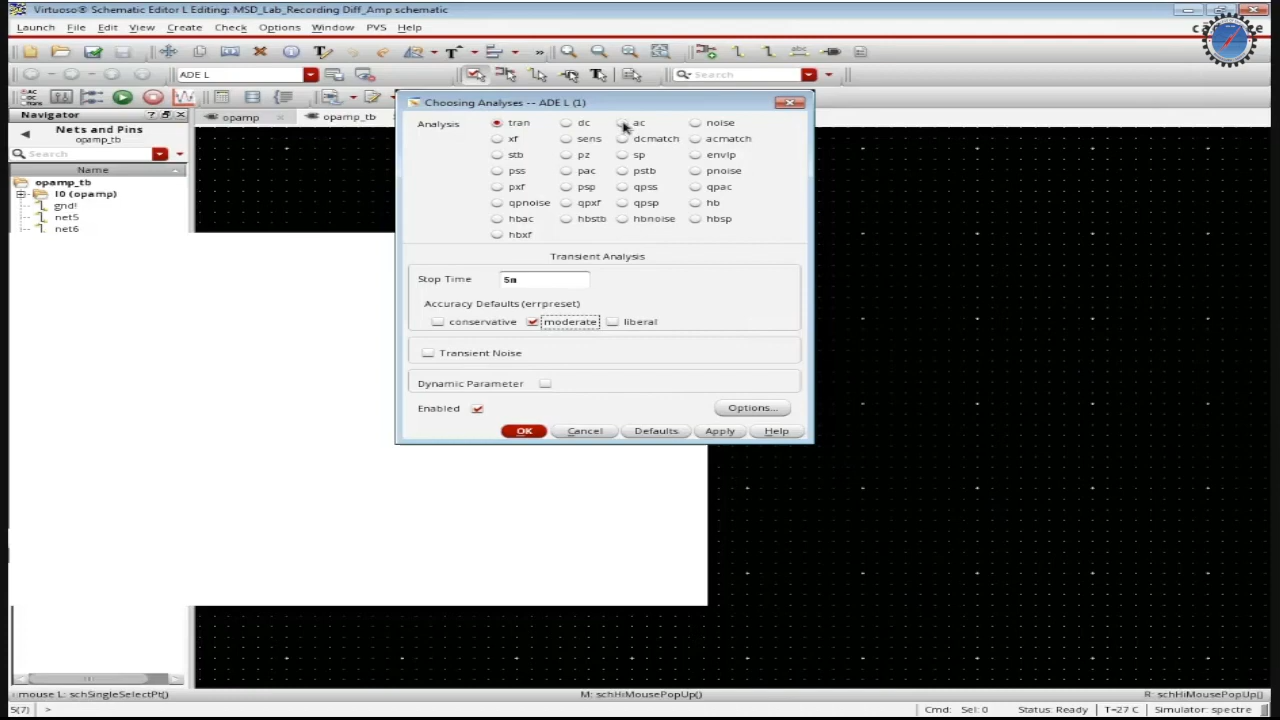 Virtuoso® Schematic Editor L Editing: MSD_Lab_Recording Diff_Amp schematic
Launch File Edit View Create Check Options Window PVS Help
ADE L
Search
Navigator
opamp
opamp_tb
Nets and Pins
opamp_tb
Search
Name
opamp_tb
I0 (opamp)
gnd!
net5
net6
Choosing Analyses -- ADE L (1)
Analysis
tran dc ac noise
xf sens dcmatch acmatch
stb pz sp envlp
pss pac pstb pnoise
pxf psp qpss qpac
qpnoise qpxf qpsp hb
hbac hbstb hbnoise hbsp
hbxf
Transient Analysis
Stop Time 5m
Accuracy Defaults (errpreset)
conservative moderate liberal
Transient Noise
Dynamic Parameter
Enabled
Options...
OK Cancel Defaults Apply Help
mouse L: schSingleSelectPt() M: schHiMousePopUp() R: schHiMousePopUp()
5(7) > Cmd: Sel: 0 Status: Ready T=27 C Simulator: spectre